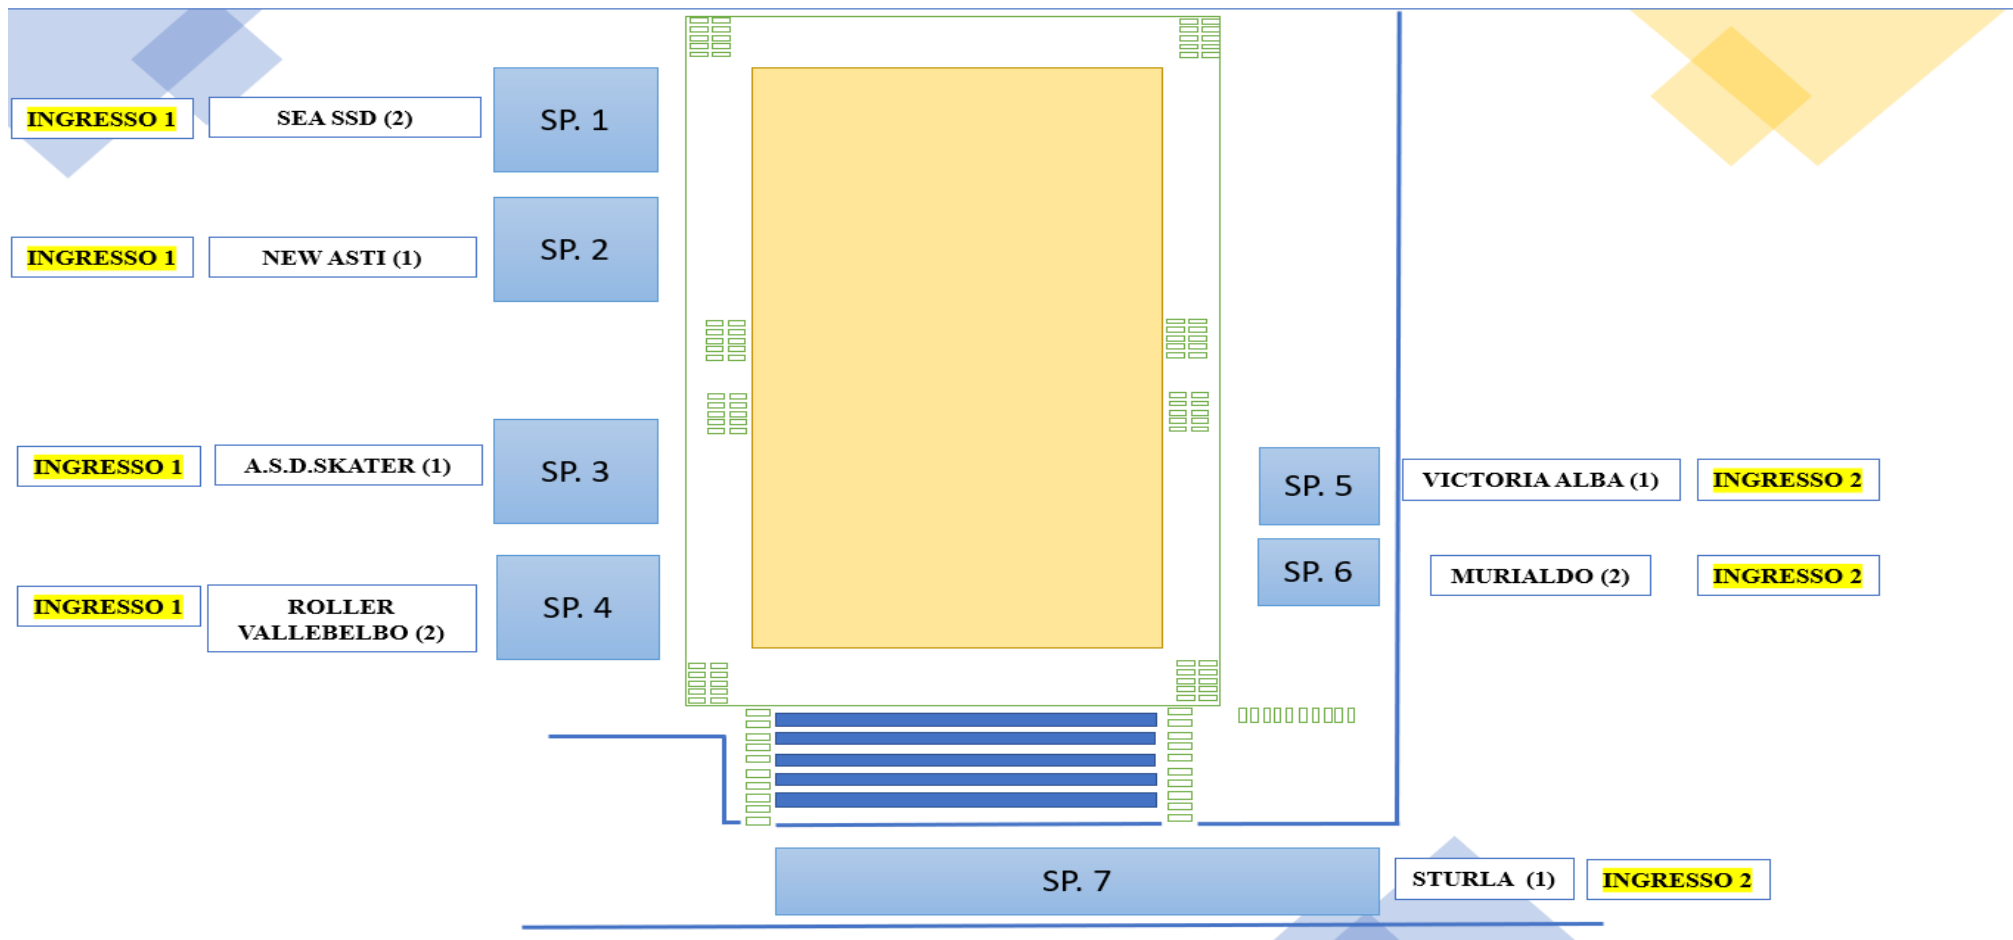 INGRESSO 1
SEA SSD (2)
SP. 1
INGRESSO 1
NEW ASTI (1)
SP. 2
INGRESSO 1
A.S.D.SKATER (1)
SP. 3
SP. 5
VICTORIA ALBA (1)
INGRESSO 2
SP. 6
MURIALDO (2)
INGRESSO 2
INGRESSO 1
ROLLER
VALLEBELBO (2)
SP. 4
SP. 7
STURLA (1)
INGRESSO 2